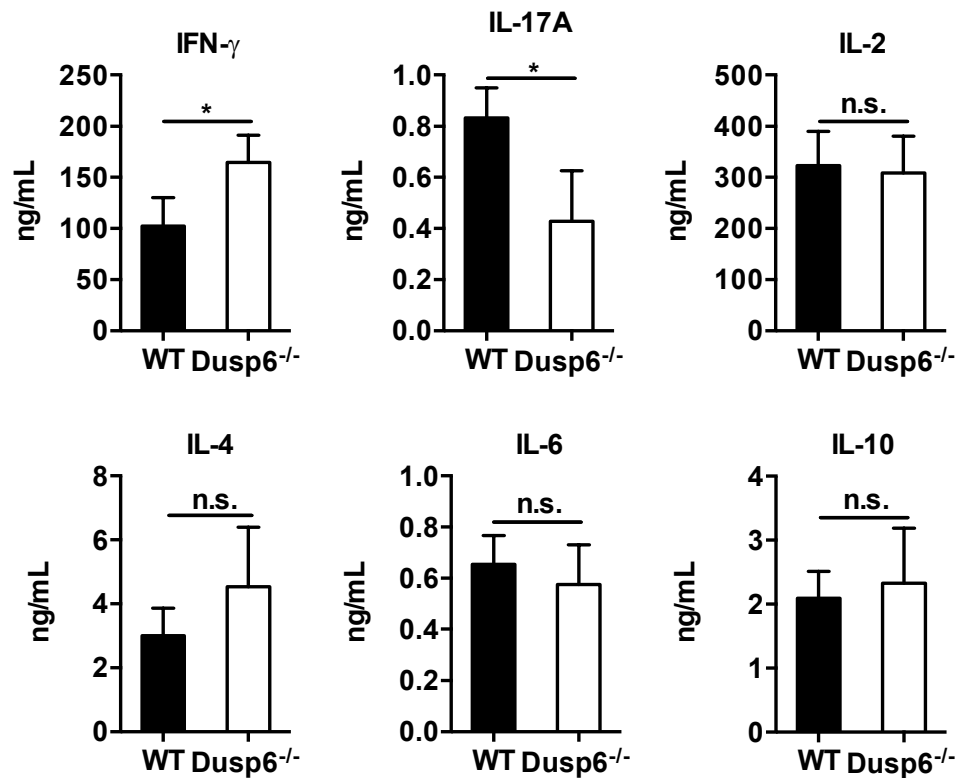 IFN-γ
250
200
150
100
50
0
ng/mL
*
WT Dusp6-/-
IL-17A
1.0
0.8
0.6
0.4
0.2
0.0
ng/mL
*
WT Dusp6-/-
IL-2
500
400
300
200
300
0
ng/mL
n.s.
WT Dusp6-/-
IL-4
8
6
4
2
0
ng/mL
n.s.
WT Dusp6-/-
IL-6
1.0
0.8
0.6
0.4
0.2
0.0
ng/mL
n.s.
WT Dusp6-/-
IL-10
4
3
2
1
0
ng/mL
n.s.
WT Dusp6-/-